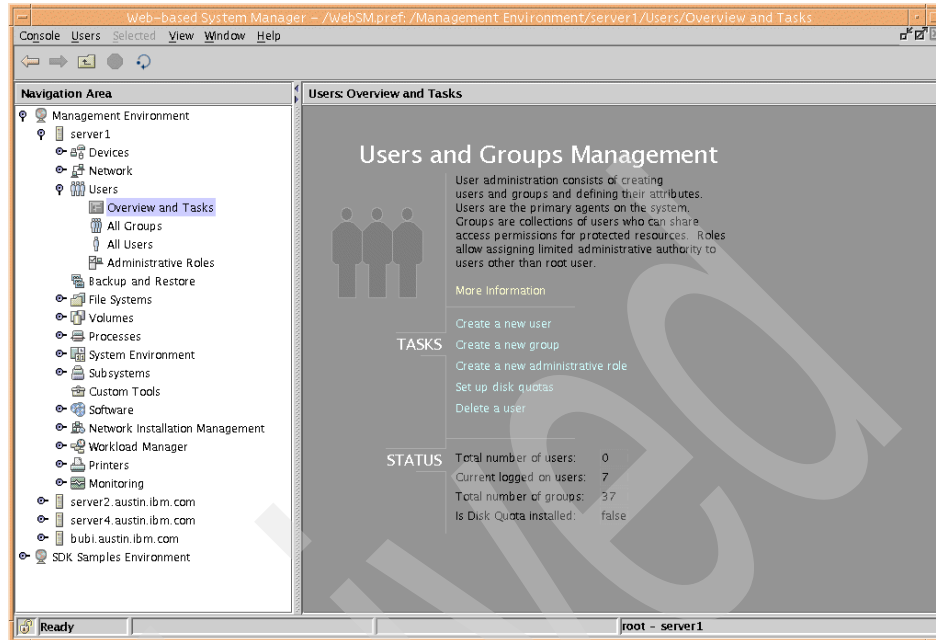 Web-based System Manager - /WebSM.pref: /Management Environment/server1/Users/Overview and Tasks
Console Users Selected View Window Help
Navigation Area
Users: Overview and Tasks
Management Environment
server1
Devices
Network
Users
Overview and Tasks
All Groups
All Users
Administrative Roles
Backup and Restore
File Systems
Volumes
Processes
System Environment
Subsystems
Custom Tools
Software
Network Installation Management
Workload Manager
Printers
Monitoring
server2.austin.ibm.com
server4.austin.ibm.com
bubi.austin.ibm.com
SDK Samples Environment
Users and Groups Management
User administration consists of creating
users and groups and defining their attributes.
Users are the primary agents on the system.
Groups are collections of users who can share
access permissions for protected resources. Roles
allow assigning limited administrative authority to
users other than root user.
More Information
TASKS
Create a new user
Create a new group
Create a new administrative role
Set up disk quotas
Delete a user
STATUS
Total number of users: 0
Current logged on users: 7
Total number of groups: 37
Is Disk Quota installed: false
Ready
root - server1